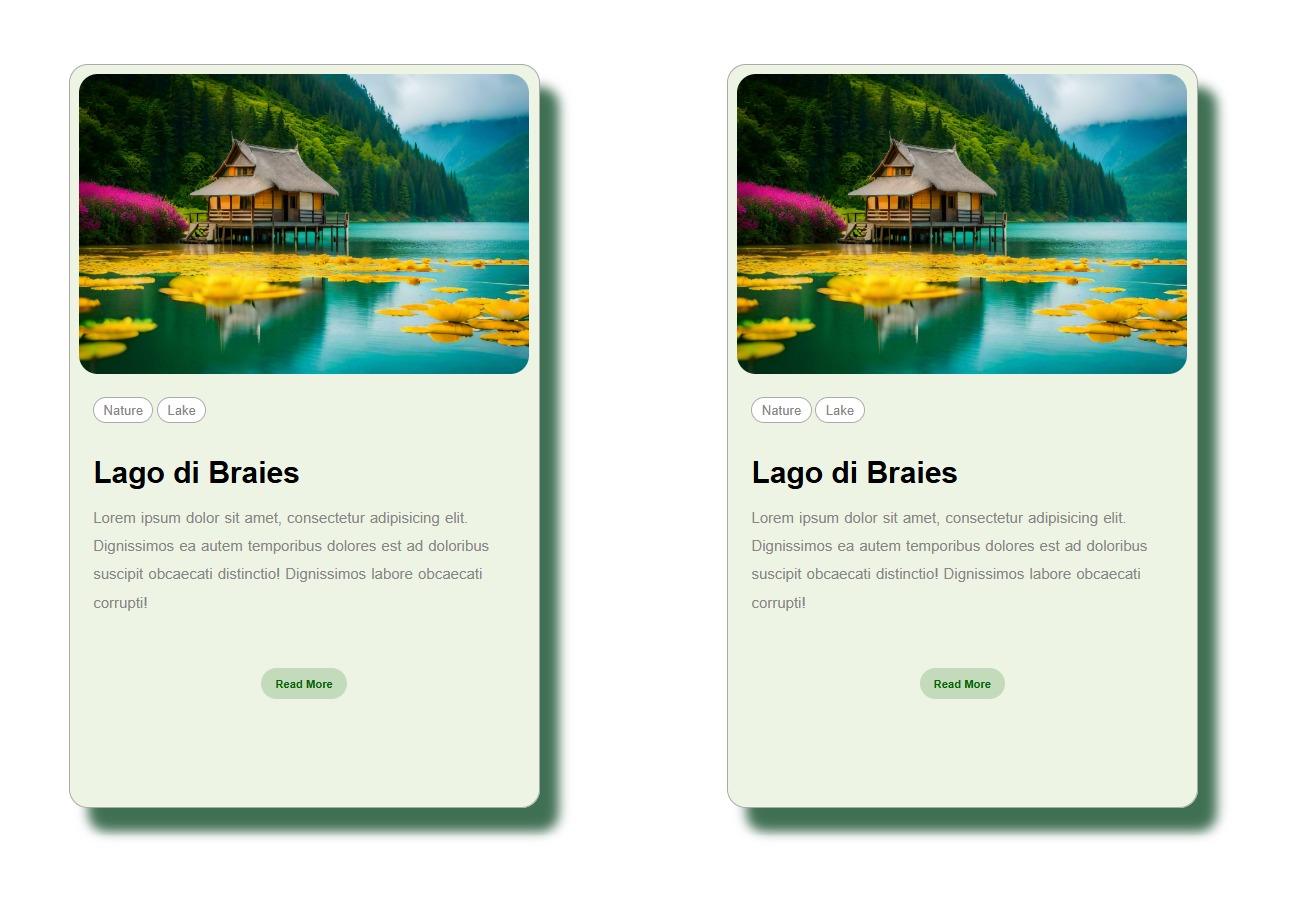 Nature Lake
Lago di Braies
Lorem ipsum dolor sit amet, consectetur adipisicing elit.
Dignissimos ea autem temporibus dolores est ad doloribus
suscipit obcaecati distinctio! Dignissimos labore obcaecati
corrupti!
Read More
Nature Lake
Lago di Braies
Lorem ipsum dolor sit amet, consectetur adipisicing elit.
Dignissimos ea autem temporibus dolores est ad doloribus
suscipit obcaecati distinctio! Dignissimos labore obcaecati
corrupti!
Read More